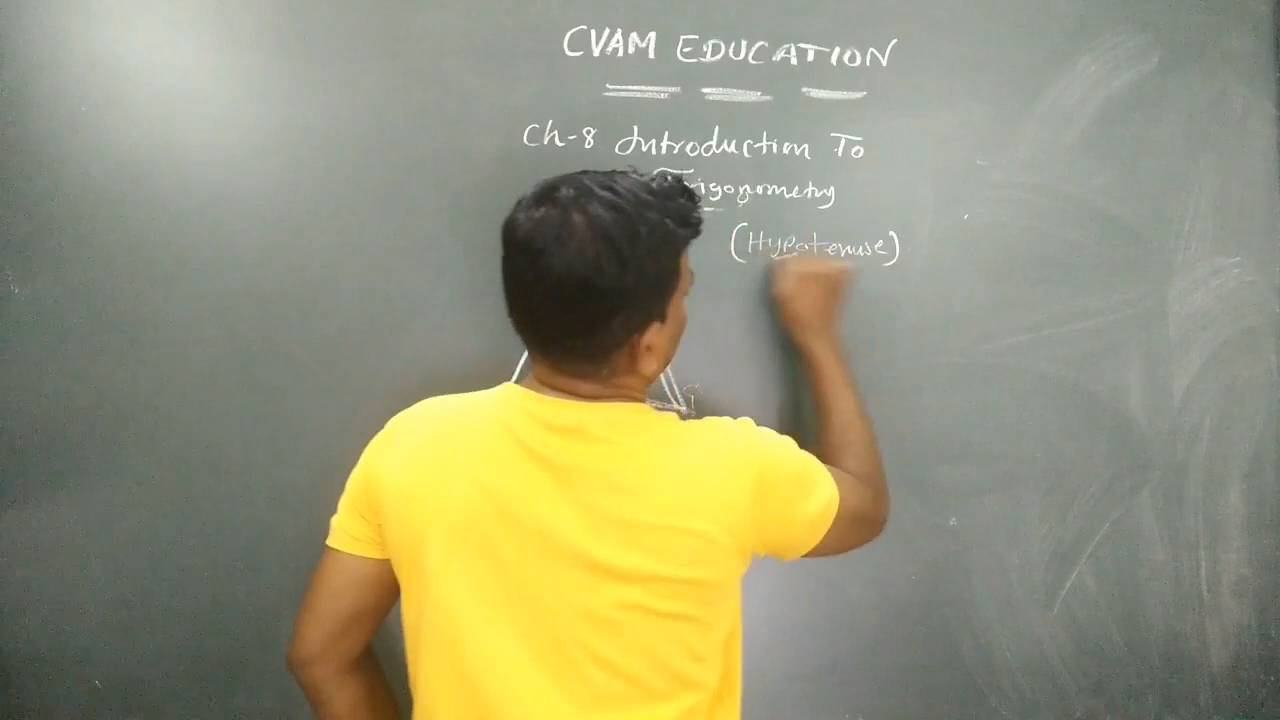 CVAM EDUCATION
Ch-8 Introduction To
Trigonometry
(Hypotenuse)